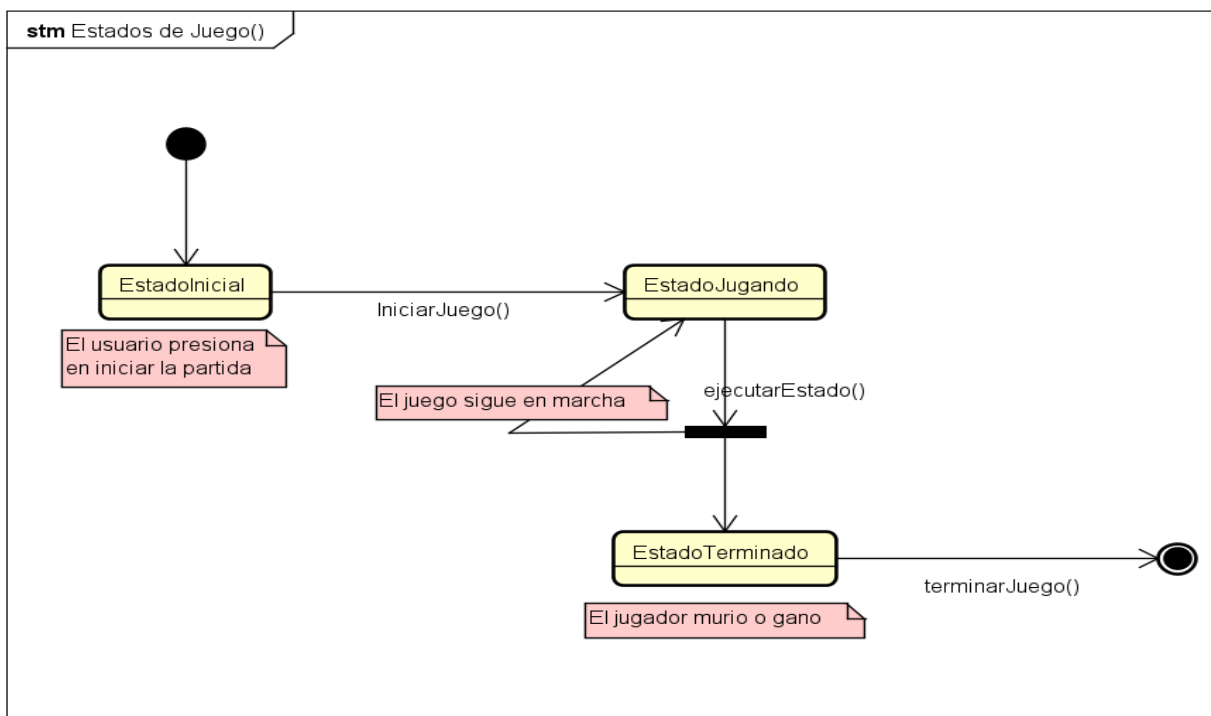 stm Estados de Juego()
EstadoInicial
EstadoJugando
IniciarJuego()
El usuario presiona
en iniciar la partida
El juego sigue en marcha
ejecutarEstado()
EstadoTerminado
terminarJuego()
El jugador murio o gano